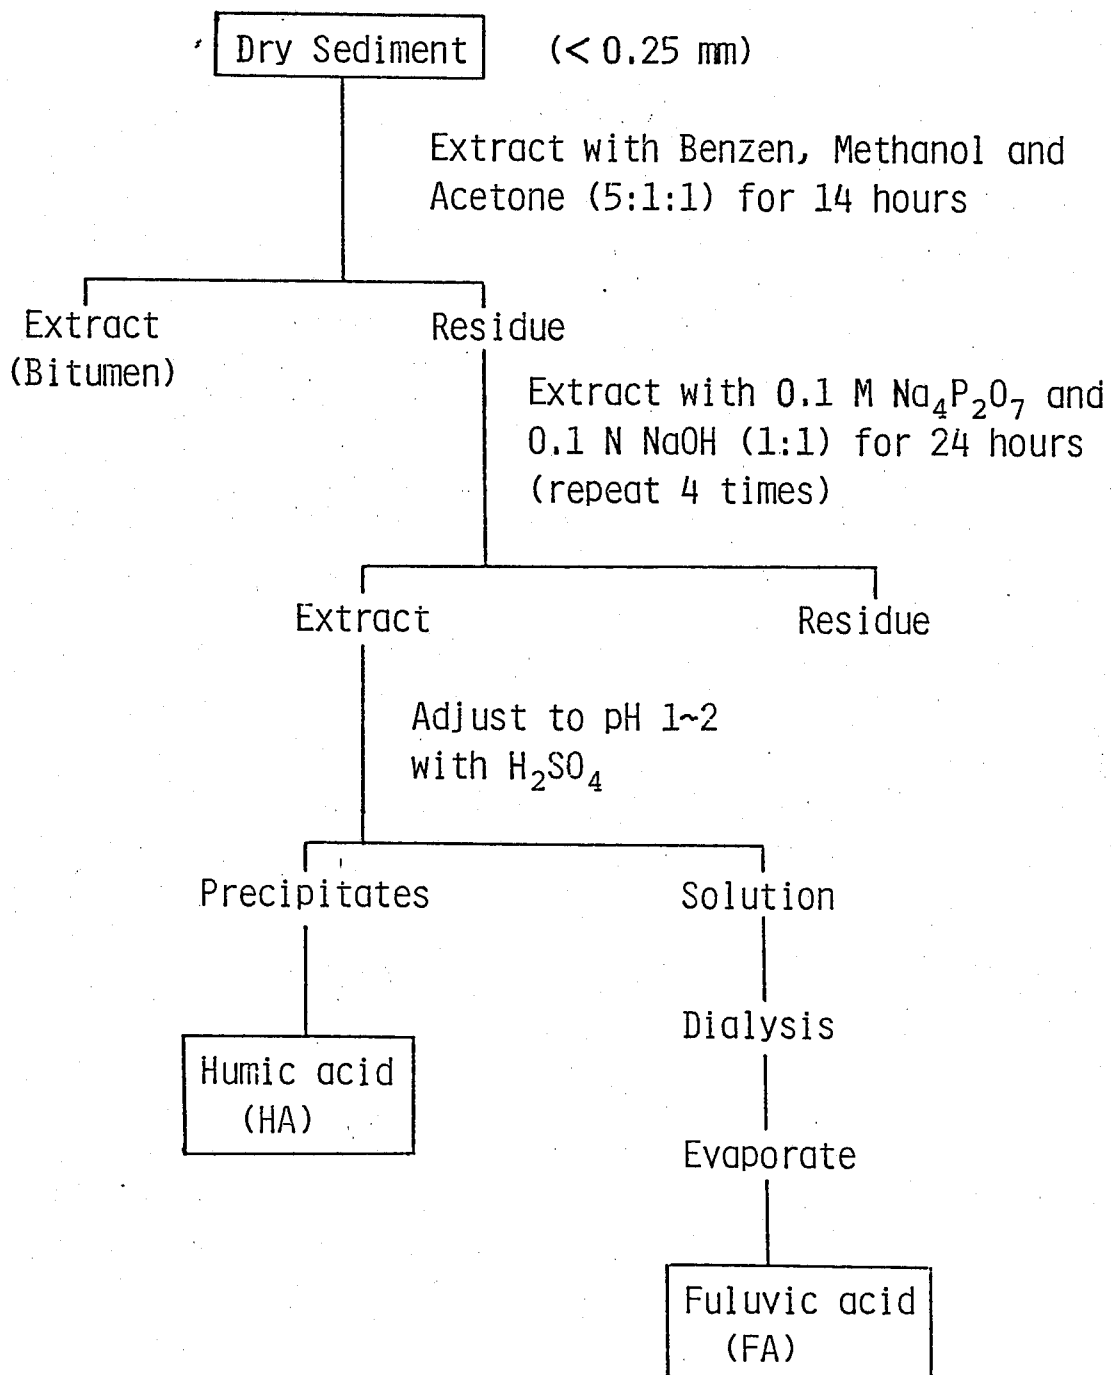 Dry Sediment (< 0.25 mm)
Extract with Benzen, Methanol and
Acetone (5:1:1) for 14 hours
Extract
(Bitumen)
Residue
Extract with 0.1 M Na₄P₂O₇ and
0.1 N NaOH (1:1) for 24 hours
(repeat 4 times)
Extract
Residue
Adjust to pH 1~2
with H₂SO₄
Precipitates
Solution
Dialysis
Humic acid
(HA)
Evaporate
Fuluvic acid
(FA)